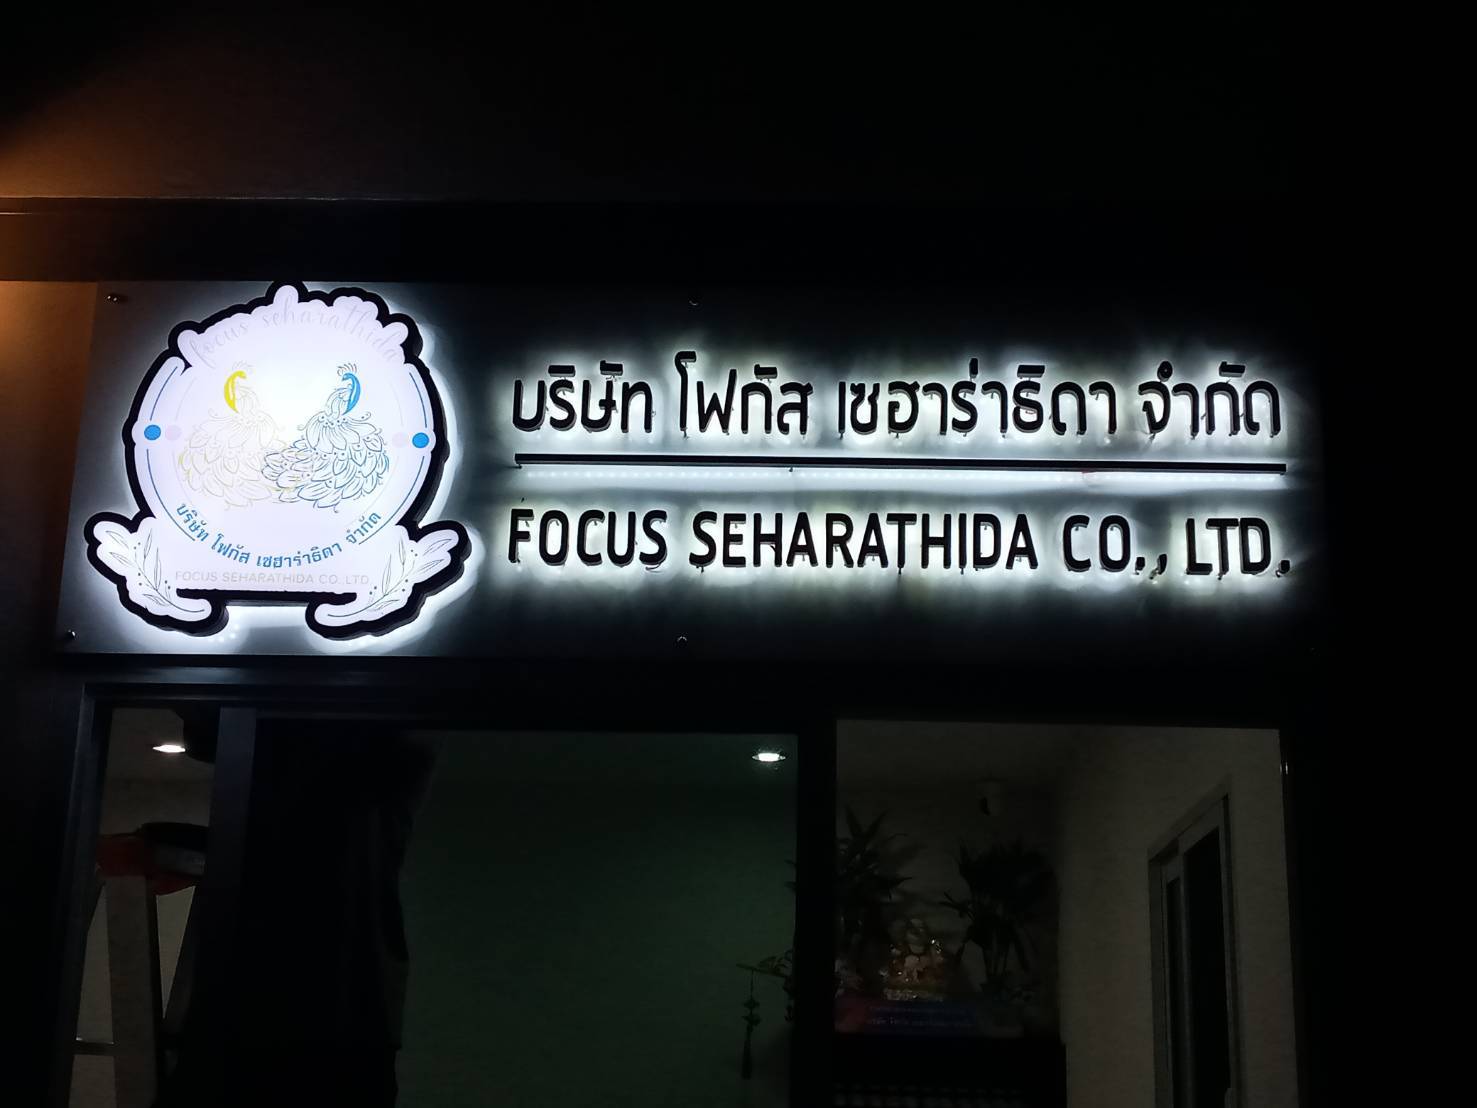 focus seharathida
บริษัท โฟกัส เซฮาร่าธิดา จำกัด
FOCUS SEHARATHIDA CO.,LTD.
บริษัท โฟกัส เซฮาร่าธิดา จำกัด
FOCUS SEHARATHIDA CO., LTD.